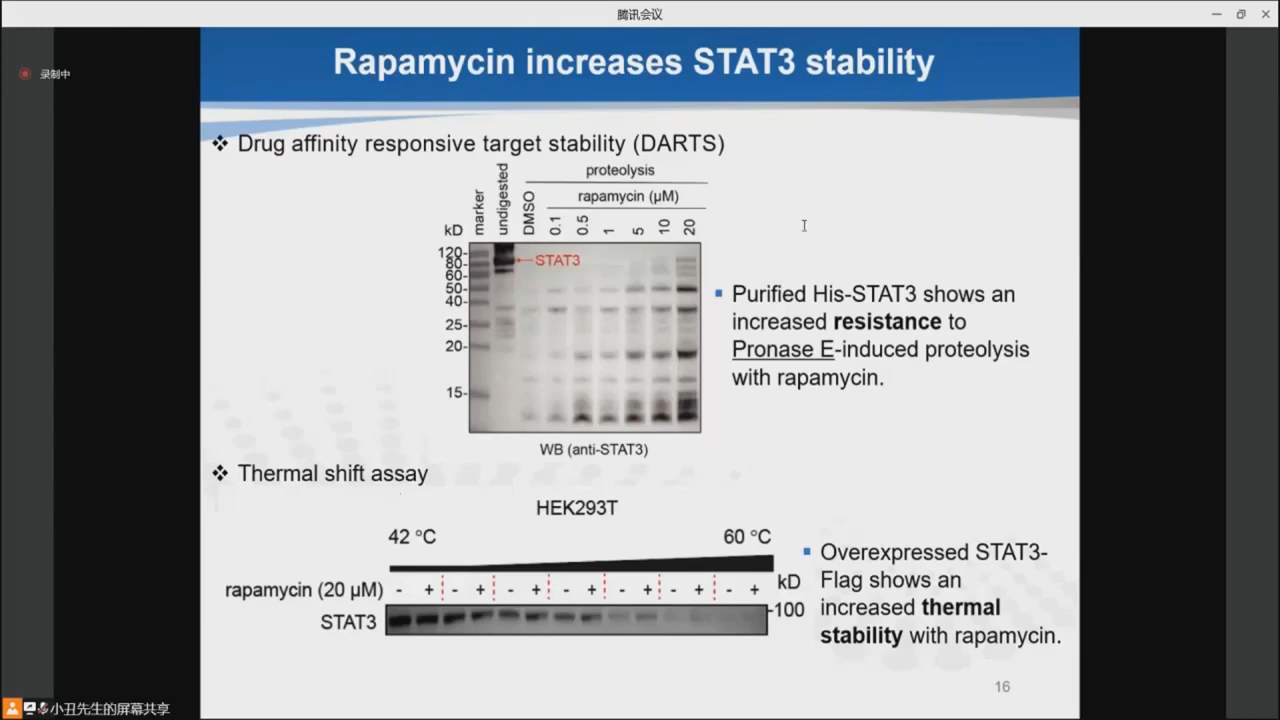 腾讯会议
录制中
Rapamycin increases STAT3 stability
❖ Drug affinity responsive target stability (DARTS)
proteolysis
rapamycin (μM)
kD
marker
undigested
DMSO
0.1
0.5
1
5
10
20
120-
80-
60-
50-
40-
25-
20-
15-
STAT3
WB (anti-STAT3)
▪ Purified His-STAT3 shows an
increased resistance to
Pronase E-induced proteolysis
with rapamycin.
❖ Thermal shift assay
HEK293T
42 °C
60 °C
rapamycin (20 μM) - + - + - + - + - + - + - +
kD
STAT3
-100
▪ Overexpressed STAT3-
Flag shows an
increased thermal
stability with rapamycin.
16
小丑先生的屏幕共享